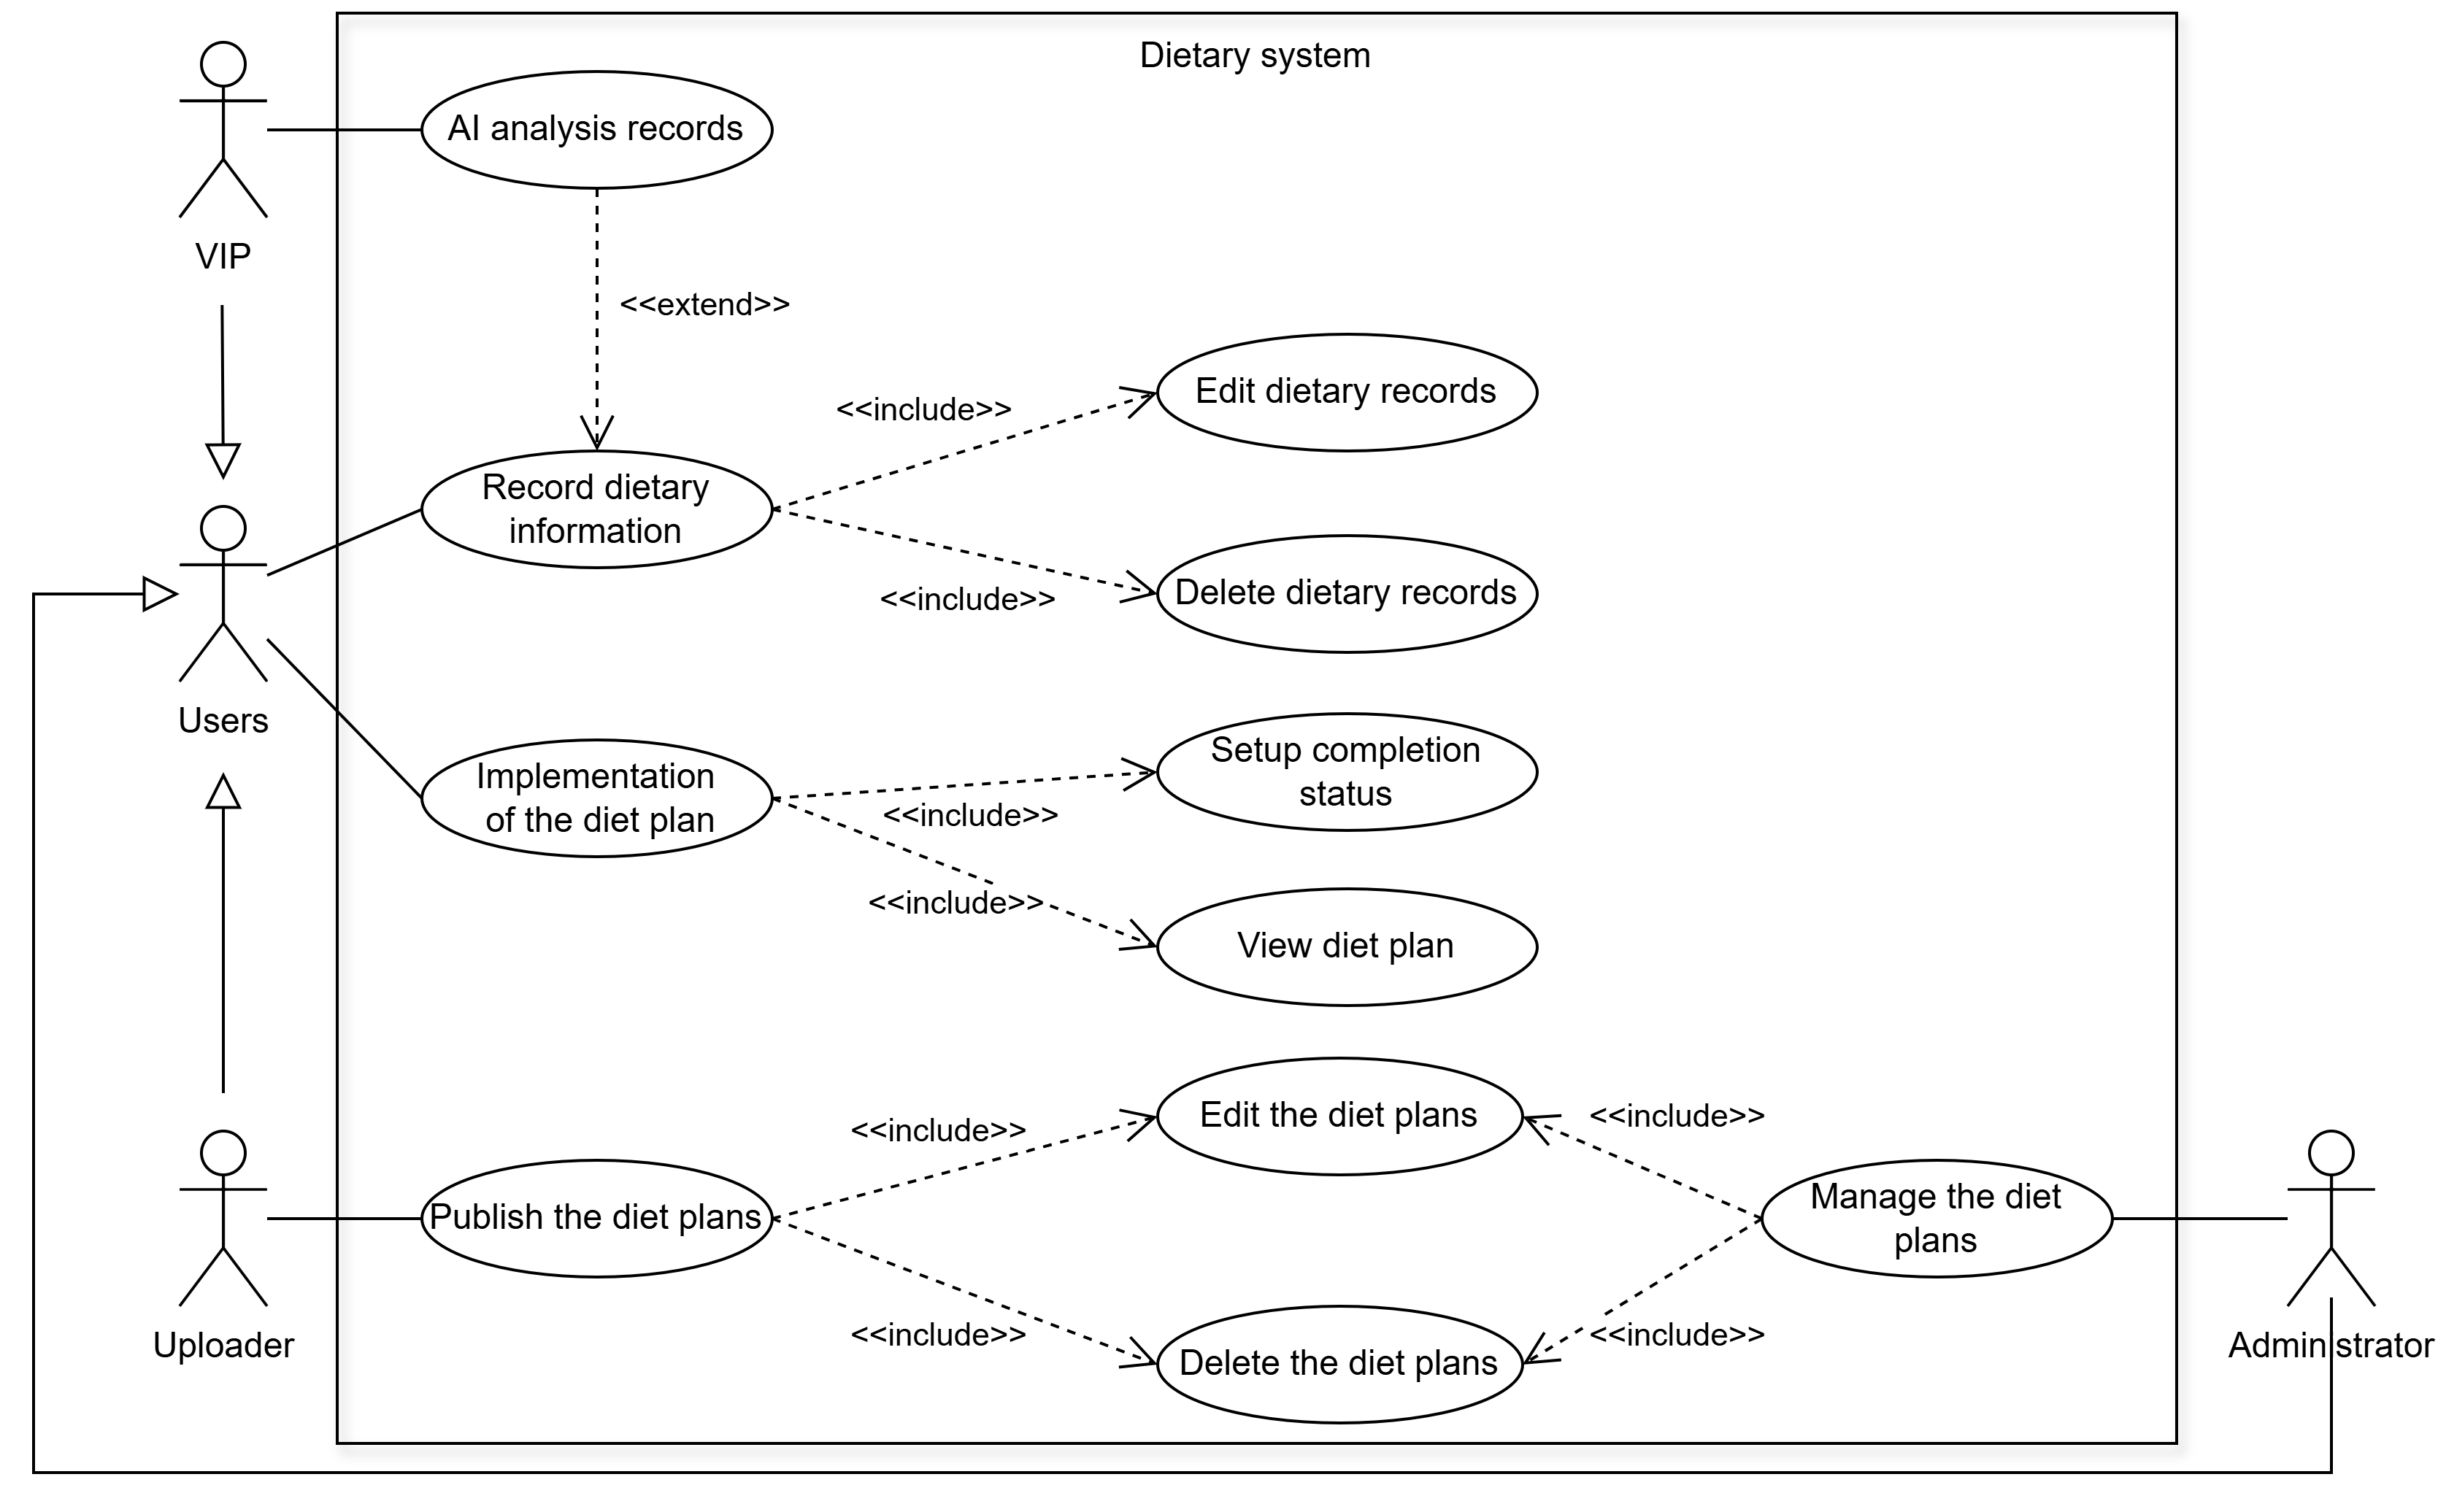 Dietary system
AI analysis records
VIP
<<extend>>
Edit dietary records
<<include>>
Record dietary
information
Delete dietary records
<<include>>
Users
Setup completion
status
Implementation
of the diet plan
<<include>>
<<include>>
View diet plan
Edit the diet plans
<<include>>
<<include>>
Publish the diet plans
Manage the diet
plans
<<include>>
<<include>>
Uploader
Delete the diet plans
Administrator